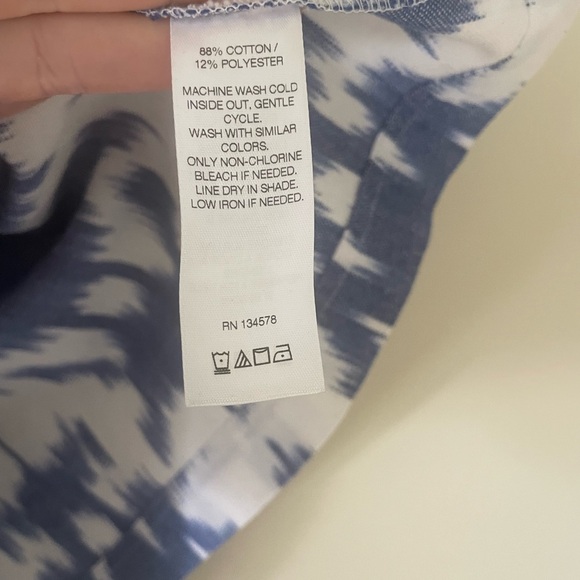 88% COTTON /
12% POLYESTER
MACHINE WASH COLD
INSIDE OUT, GENTLE
CYCLE.
WASH WITH SIMILAR
COLORS.
ONLY NON-CHLORINE
BLEACH IF NEEDED.
LINE DRY IN SHADE.
LOW IRON IF NEEDED.
RN 134578